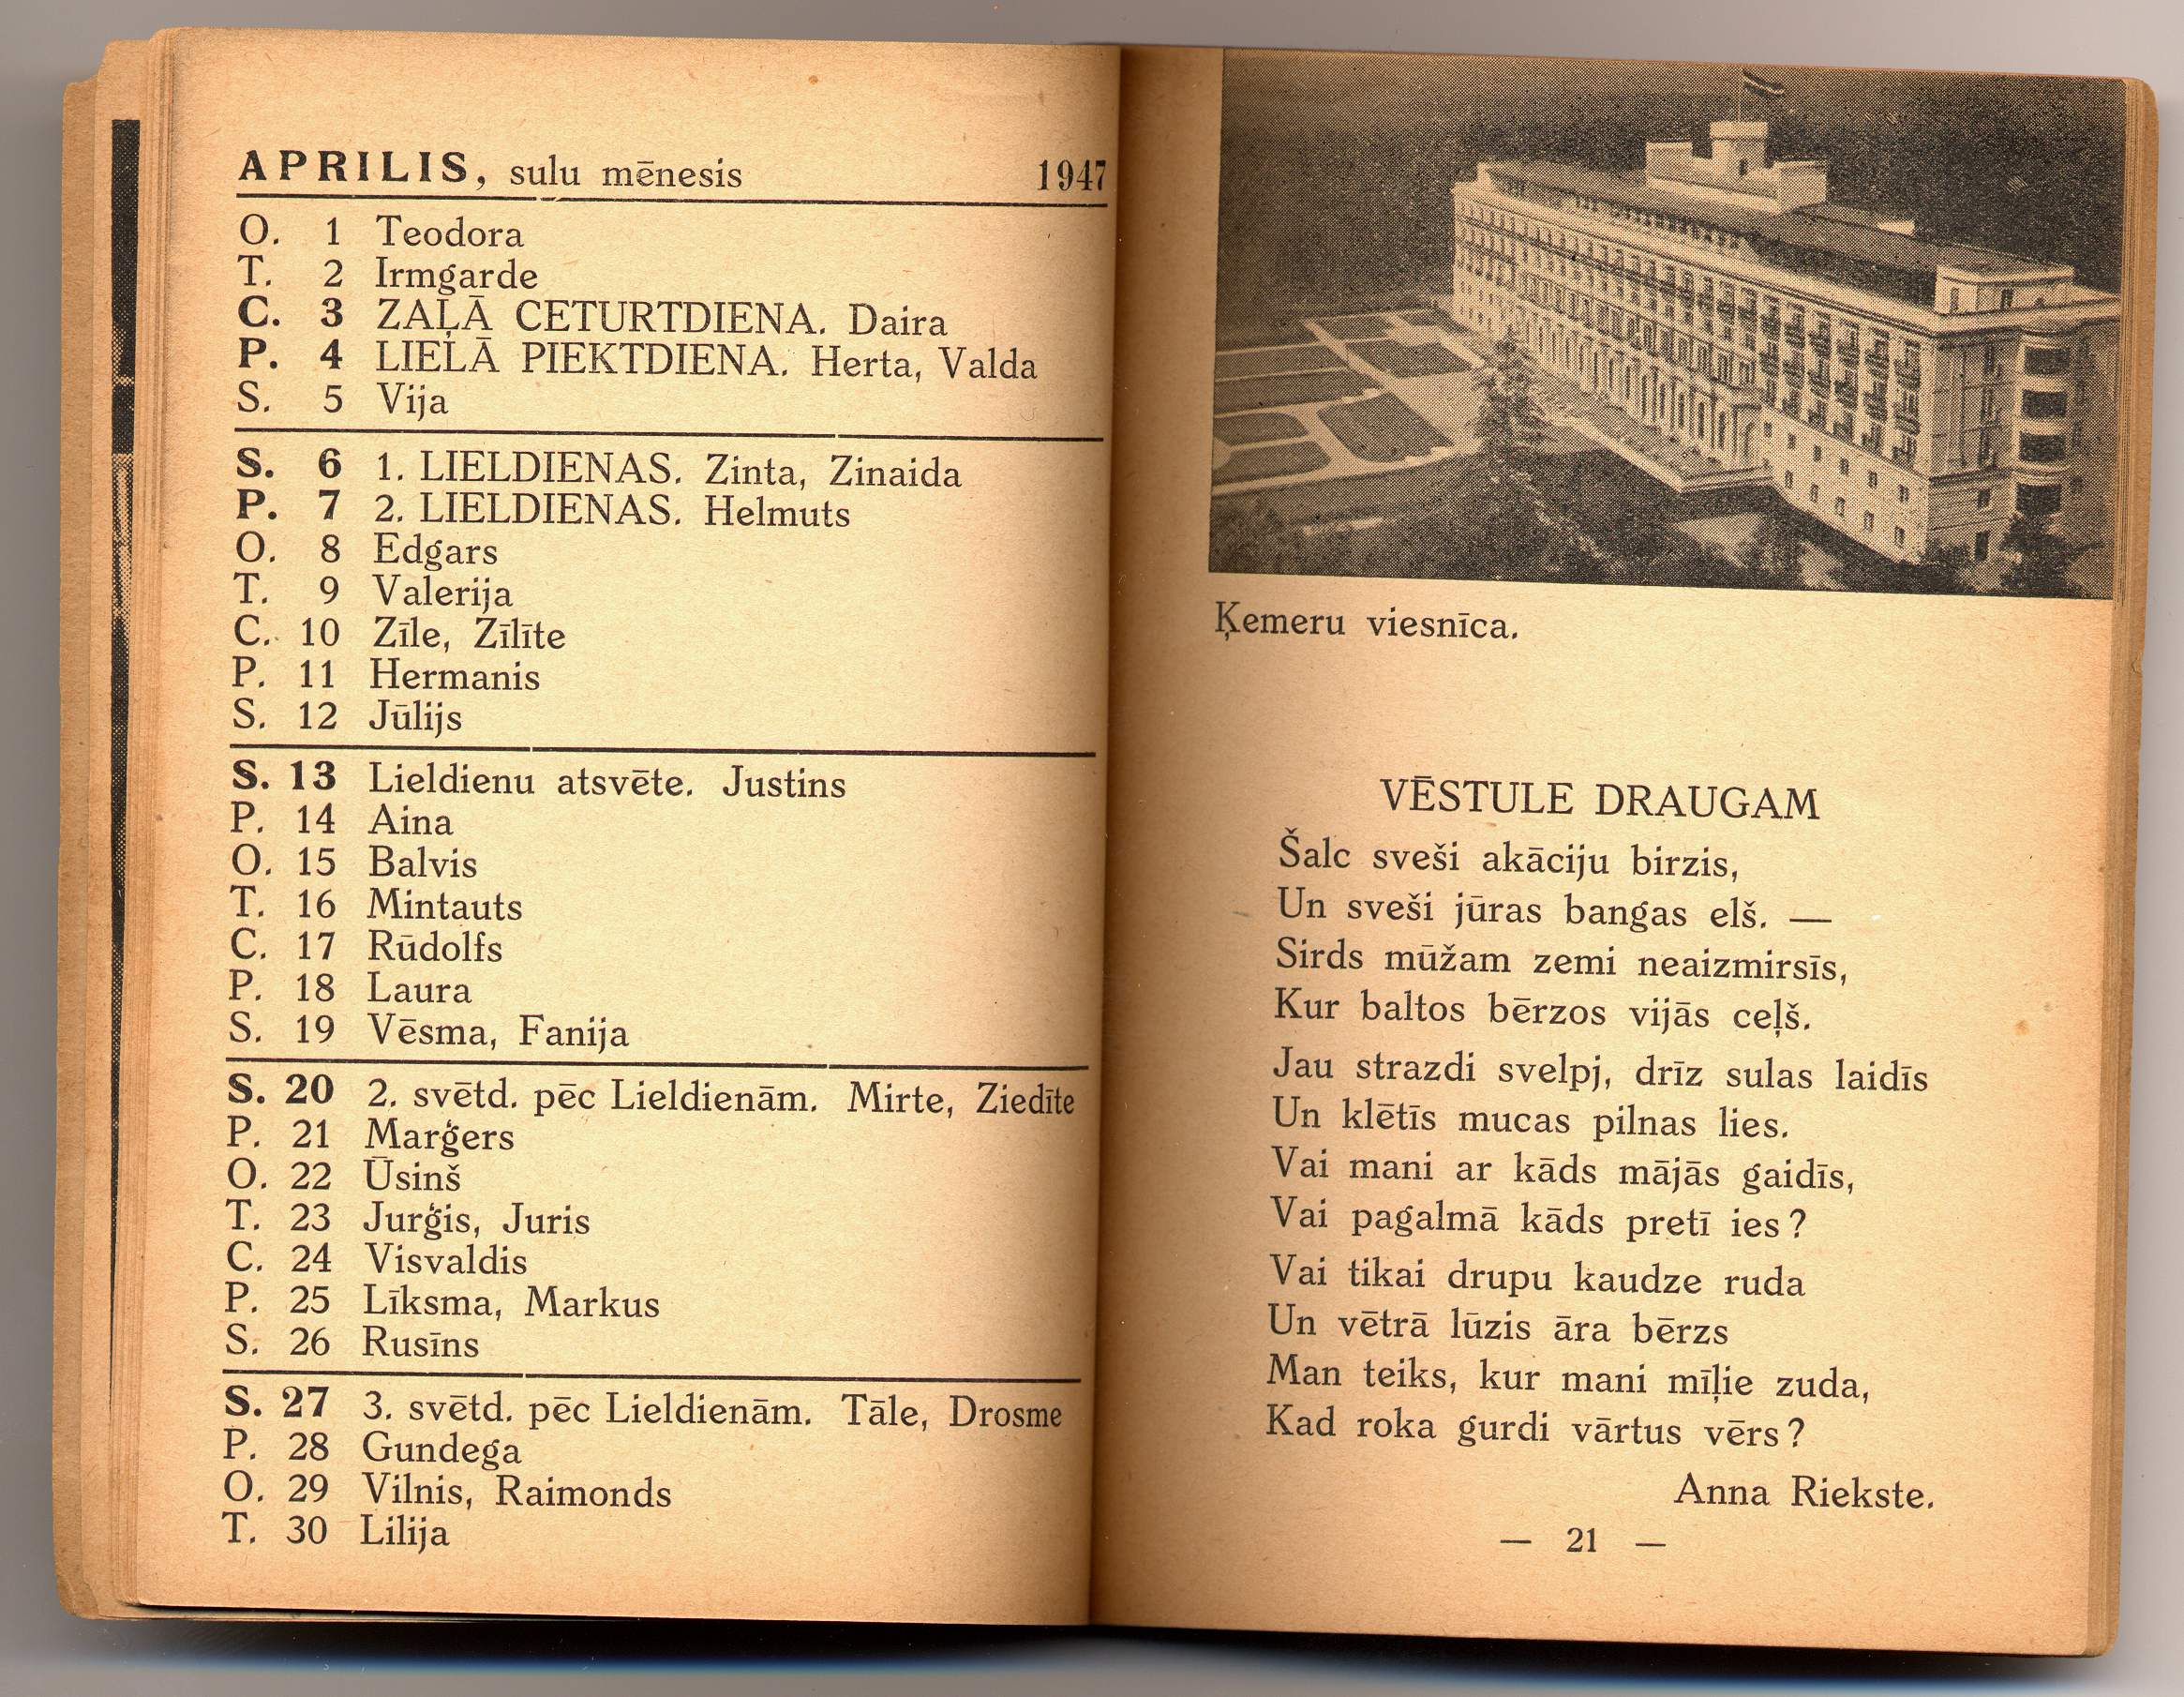 APRILIS, sulu mēnesis 1947
O. 1 Teodora
T. 2 Irmgarde
C. 3 ZAĻĀ CETURTDIENA. Daira
P. 4 LIELĀ PIEKTDIENA. Herta, Valda
S. 5 Vija
S. 6 1. LIELDIENAS. Zinta, Zinaida
P. 7 2. LIELDIENAS. Helmuts
O. 8 Edgars
T. 9 Valerija
C. 10 Zīle, Zīlīte
P. 11 Hermanis
S. 12 Jūlijs
S. 13 Lieldienu atsvēte. Justins
P. 14 Aina
O. 15 Balvis
T. 16 Mintauts
C. 17 Rūdolfs
P. 18 Laura
S. 19 Vēsma, Fanija
S. 20 2. svētd. pēc Lieldienām. Mirte, Ziedīte
P. 21 Marģers
O. 22 Ūsinš
T. 23 Jurģis, Juris
C. 24 Visvaldis
P. 25 Līksma, Markus
S. 26 Rusīns
S. 27 3. svētd. pēc Lieldienām. Tāle, Drosme
P. 28 Gundega
O. 29 Vilnis, Raimonds
T. 30 Lilija
Ķemeru viesnīca.
VĒSTULE DRAUGAM
Šalc sveši akāciju birzis,
Un sveši jūras bangas elš. —
Sirds mūžam zemi neaizmirsīs,
Kur baltos bērzos vijās ceļš.
Jau strazdi svelpj, drīz sulas laidīs
Un klētīs mucas pilnas lies.
Vai mani ar kāds mājās gaidīs,
Vai pagalmā kāds pretī ies?
Vai tikai drupu kaudze ruda
Un vētrā lūzis āra bērzs
Man teiks, kur mani mīļie zuda,
Kad roka gurdi vārtus vērs?
Anna Riekste.
— 21 —